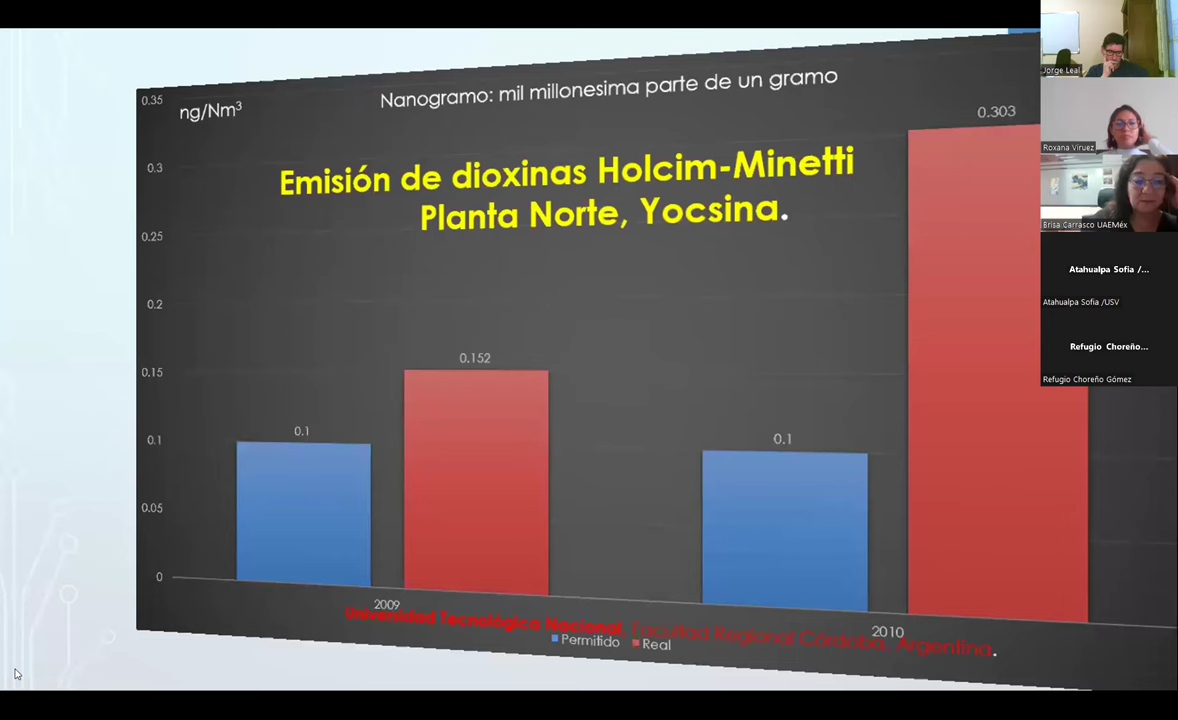 0.35
ng/Nm³
Nanogramo: mil millonesima parte de un gramo
0.303
0.3
Emisión de dioxinas Holcim-Minetti
Planta Norte, Yocsina.
0.25
0.2
0.152
0.15
0.1
0.1
0.1
0.05
0
2009
2010
Universidad Tecnológica Nacional, Facultad Regional Córdoba, Argentina.
Permitido Real
Jorge Leal
Roxana Viruez
Brisa Carrasco UAEMéx
Atahualpa Sofia /...
Atahualpa Sofia /USV
Refugio Choreño...
Refugio Choreño Gómez